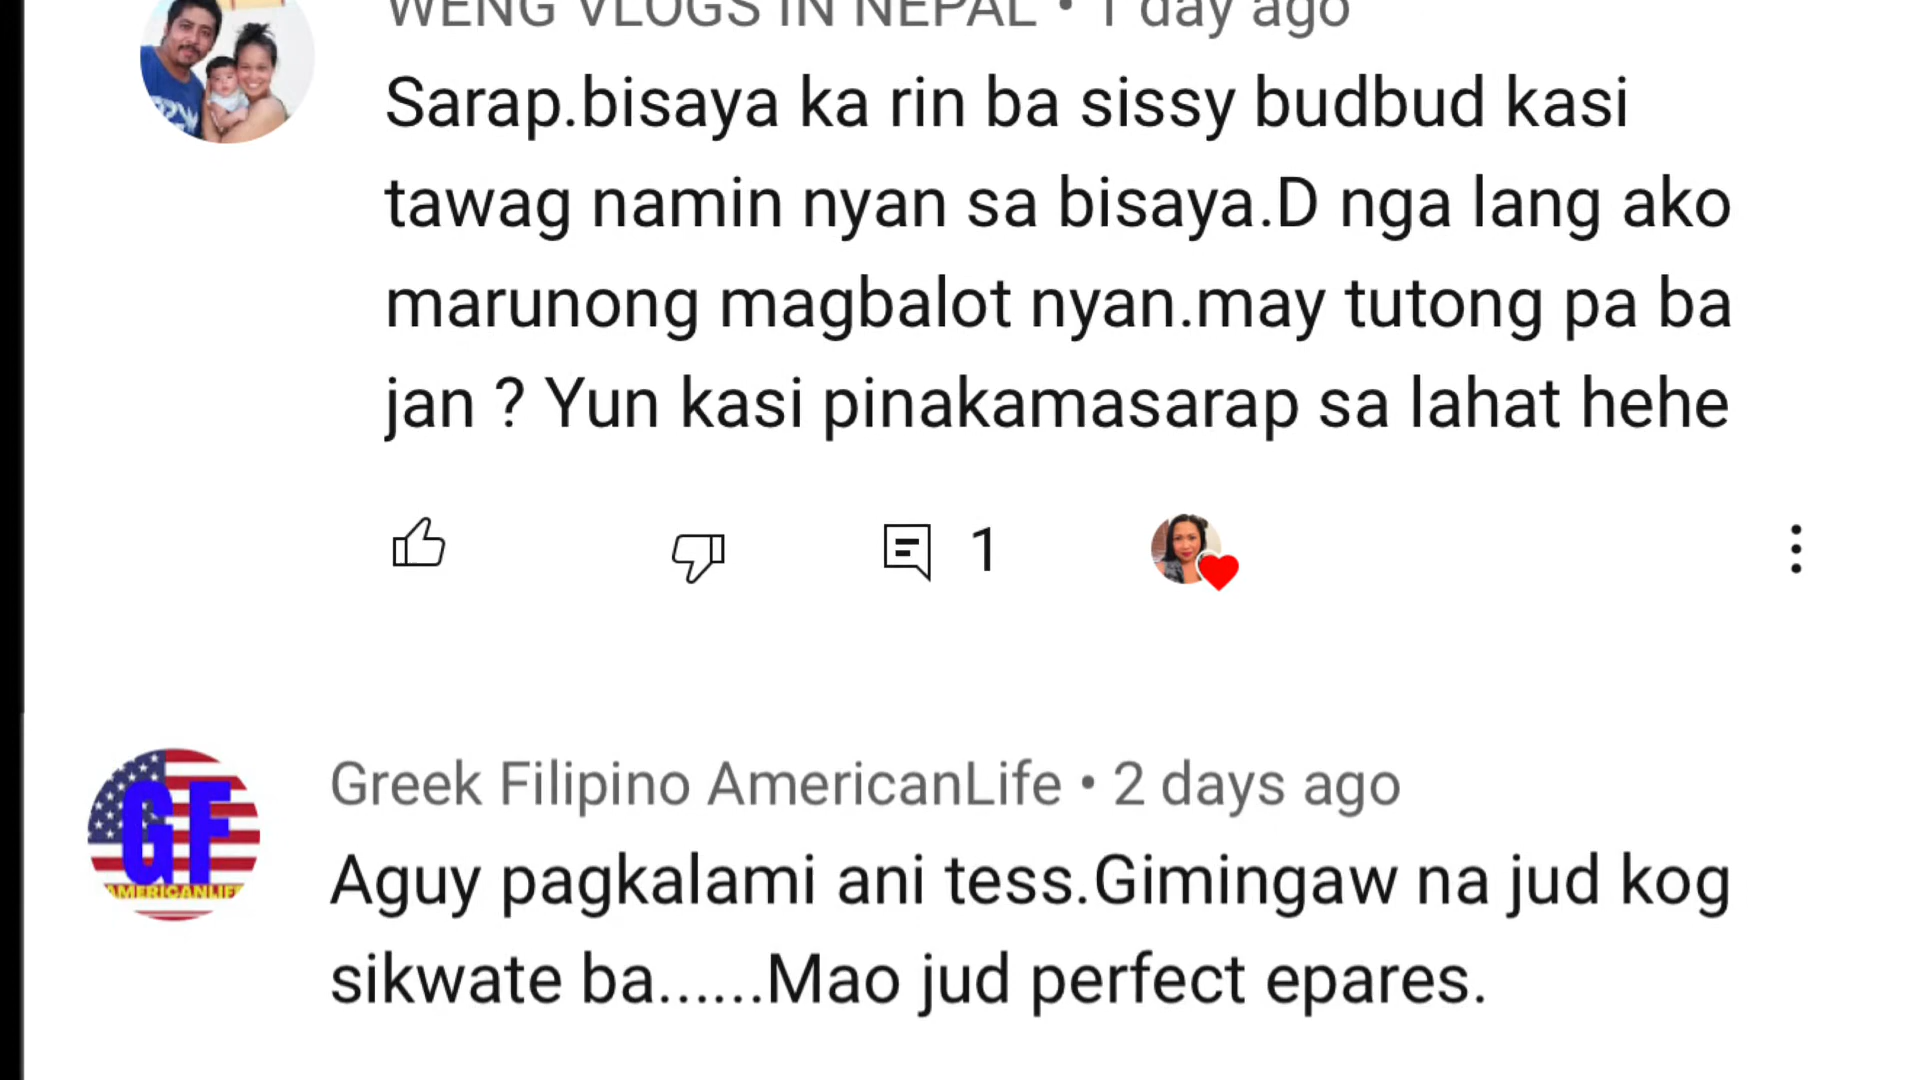 WENG VLOGS IN NEPAL • 1 day ago
Sarap.bisaya ka rin ba sissy budbud kasi
tawag namin nyan sa bisaya.D nga lang ako
marunong magbalot nyan.may tutong pa ba
jan ? Yun kasi pinakamasarap sa lahat hehe
1
GF
AMERICANLIFE
Greek Filipino AmericanLife • 2 days ago
Aguy pagkalami ani tess.Gimingaw na jud kog
sikwate ba......Mao jud perfect epares.